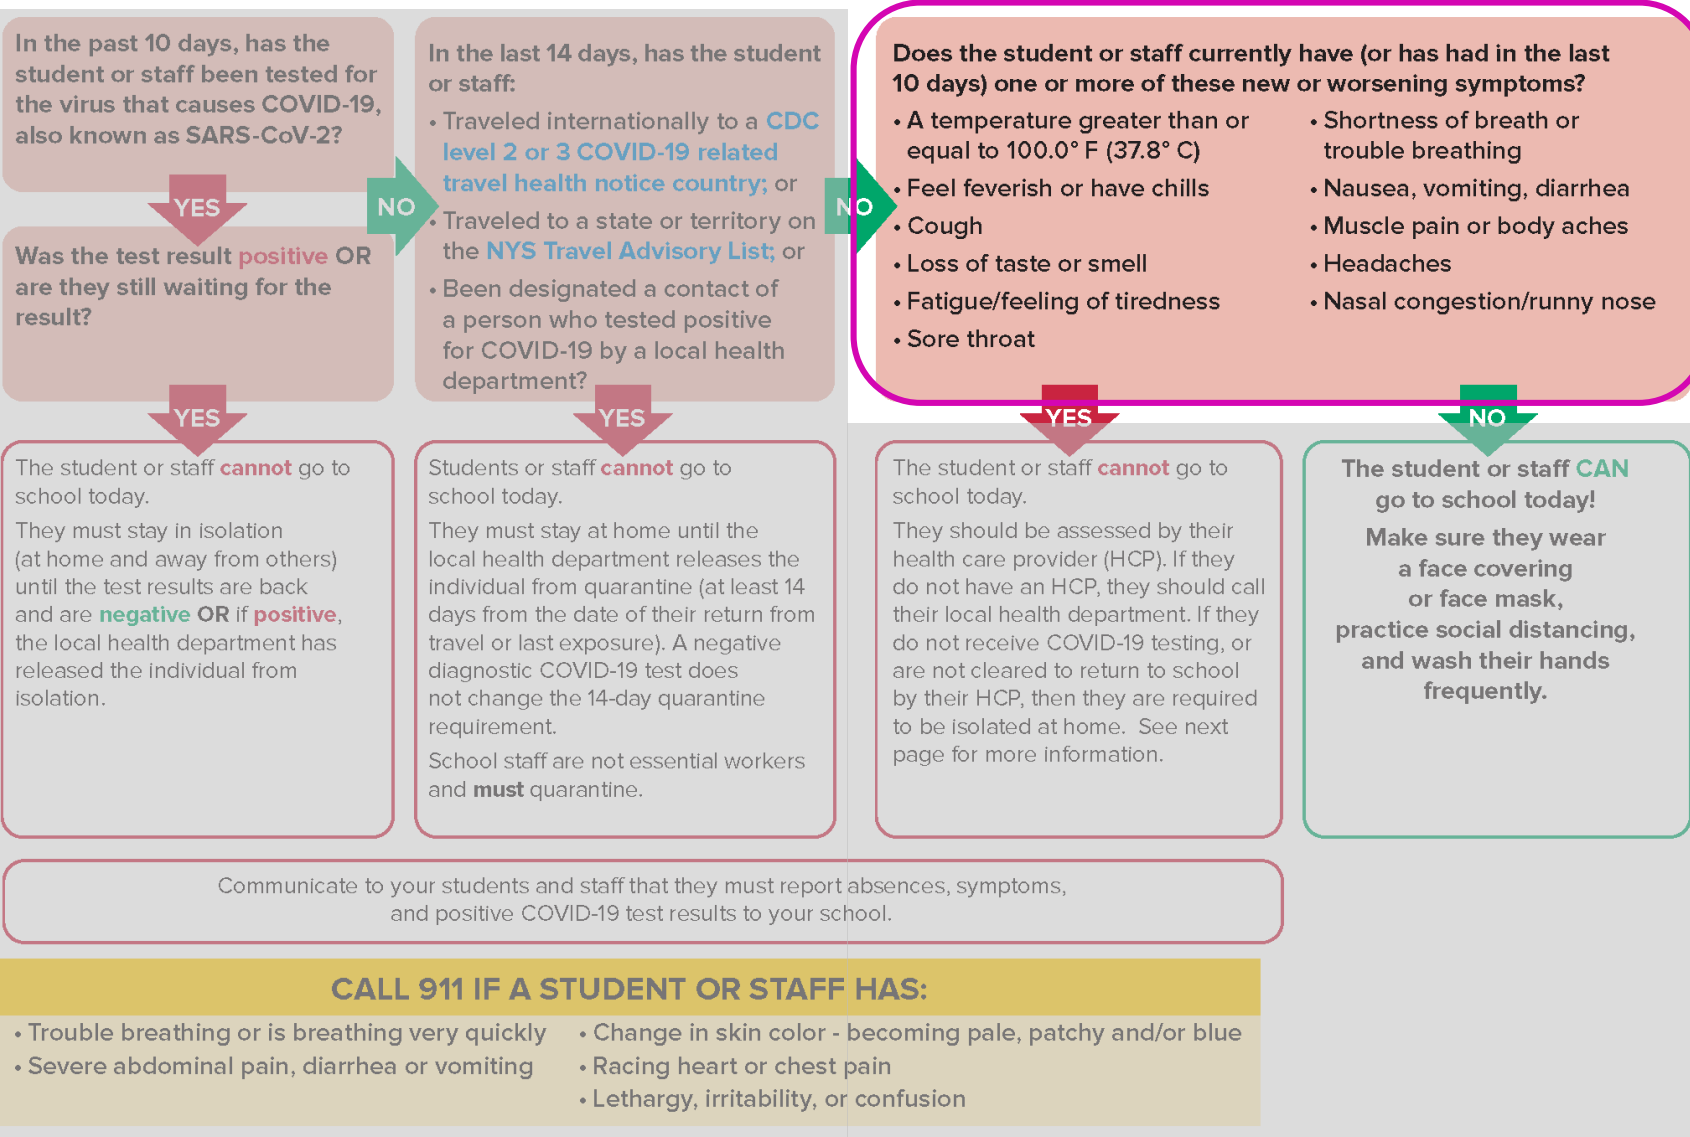 In the past 10 days, has the
student or staff been tested for
the virus that causes COVID-19,
also known as SARS-CoV-2?
YES
Was the test result positive OR
are they still waiting for the
result?
YES
The student or staff cannot go to
school today.
They must stay in isolation
(at home and away from others)
until the test results are back
and are negative OR if positive,
the local health department has
released the individual from
isolation.
NO
In the last 14 days, has the student
or staff:
• Traveled internationally to a CDC
level 2 or 3 COVID-19 related
travel health notice country; or
• Traveled to a state or territory on
the NYS Travel Advisory List; or
• Been designated a contact of
a person who tested positive
for COVID-19 by a local health
department?
YES
Students or staff cannot go to
school today.
They must stay at home until the
local health department releases the
individual from quarantine (at least 14
days from the date of their return from
travel or last exposure). A negative
diagnostic COVID-19 test does
not change the 14-day quarantine
requirement.
School staff are not essential workers
and must quarantine.
NO
Does the student or staff currently have (or has had in the last
10 days) one or more of these new or worsening symptoms?
• A temperature greater than or
equal to 100.0° F (37.8° C)
• Feel feverish or have chills
• Cough
• Loss of taste or smell
• Fatigue/feeling of tiredness
• Sore throat
• Shortness of breath or
trouble breathing
• Nausea, vomiting, diarrhea
• Muscle pain or body aches
• Headaches
• Nasal congestion/runny nose
YES
The student or staff cannot go to
school today.
They should be assessed by their
health care provider (HCP). If they
do not have an HCP, they should call
their local health department. If they
do not receive COVID-19 testing, or
are not cleared to return to school
by their HCP, then they are required
to be isolated at home. See next
page for more information.
NO
The student or staff CAN
go to school today!
Make sure they wear
a face covering
or face mask,
practice social distancing,
and wash their hands
frequently.
Communicate to your students and staff that they must report absences, symptoms,
and positive COVID-19 test results to your school.
CALL 911 IF A STUDENT OR STAFF HAS:
• Trouble breathing or is breathing very quickly
• Severe abdominal pain, diarrhea or vomiting
• Change in skin color - becoming pale, patchy and/or blue
• Racing heart or chest pain
• Lethargy, irritability, or confusion